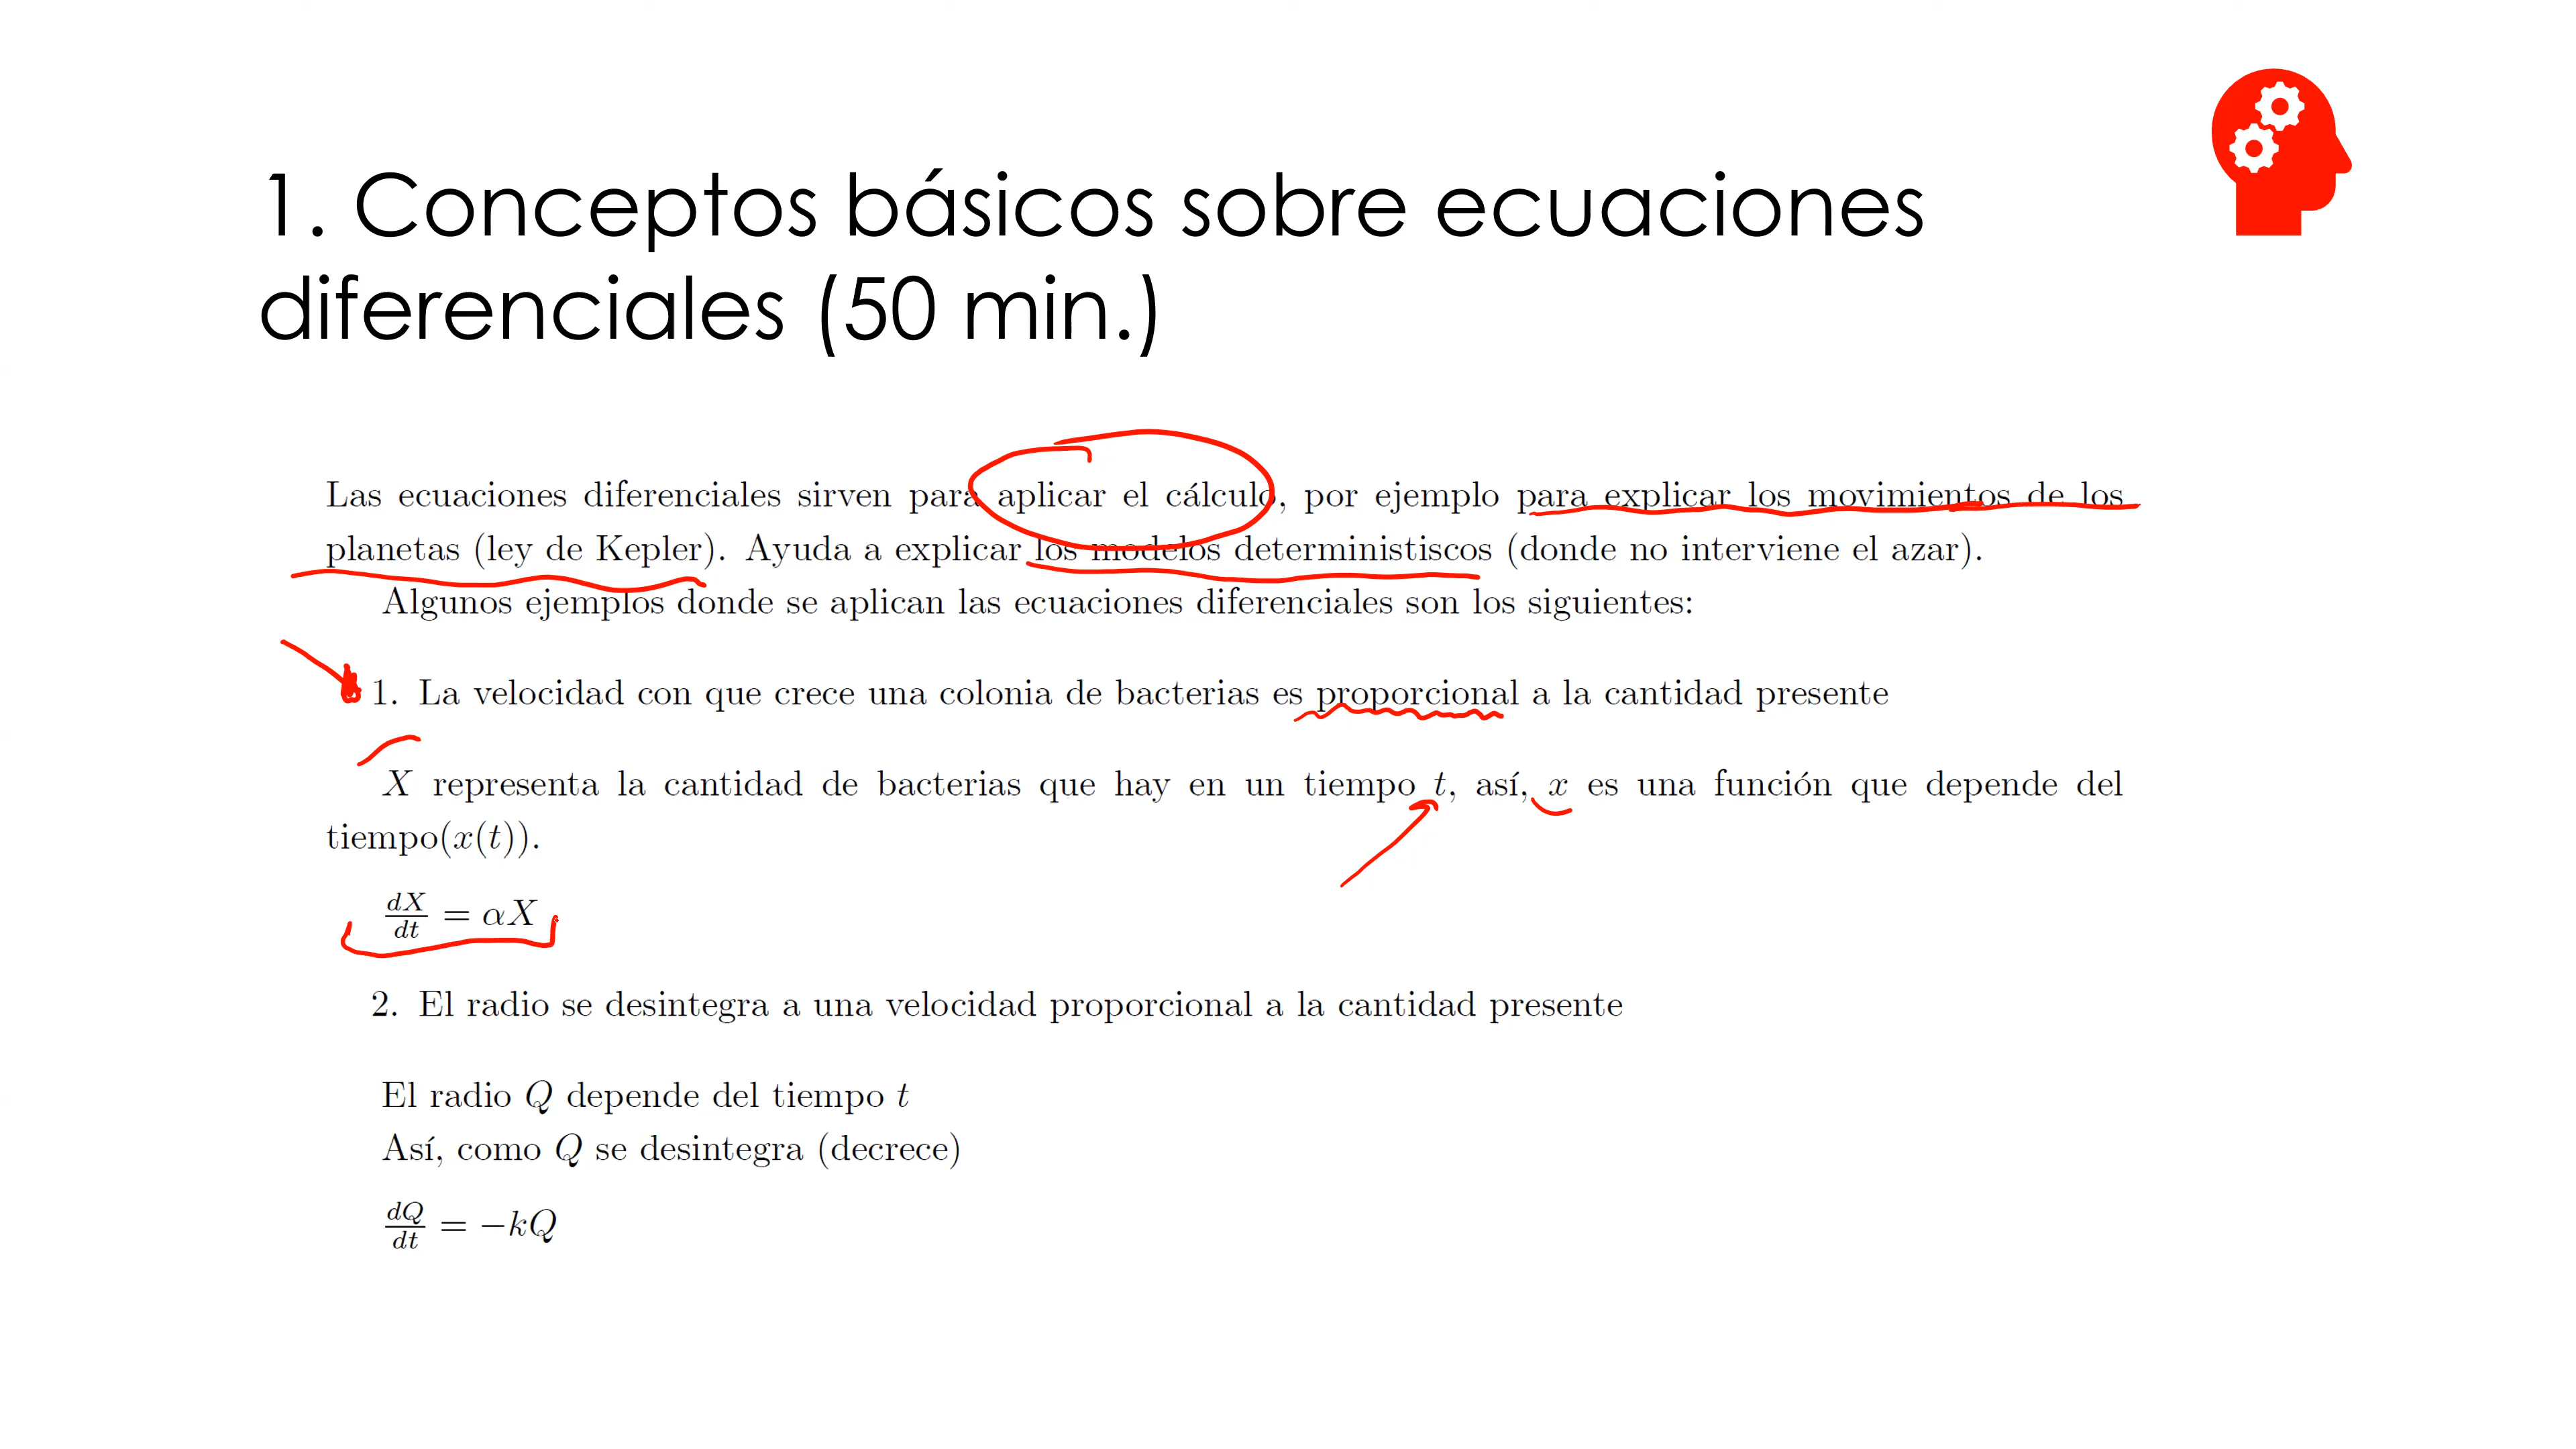 1. Conceptos básicos sobre ecuaciones
diferenciales (50 min.)
Las ecuaciones diferenciales sirven para aplicar el cálculo, por ejemplo para explicar los movimientos de los
planetas (ley de Kepler). Ayuda a explicar los modelos deterministiscos (donde no interviene el azar).
Algunos ejemplos donde se aplican las ecuaciones diferenciales son los siguientes:
1. La velocidad con que crece una colonia de bacterias es proporcional a la cantidad presente
X representa la cantidad de bacterias que hay en un tiempo t, así, x es una función que depende del
tiempo(x(t)).
dX/dt = αX
2. El radio se desintegra a una velocidad proporcional a la cantidad presente
El radio Q depende del tiempo t
Así, como Q se desintegra (decrece)
dQ/dt = −kQ